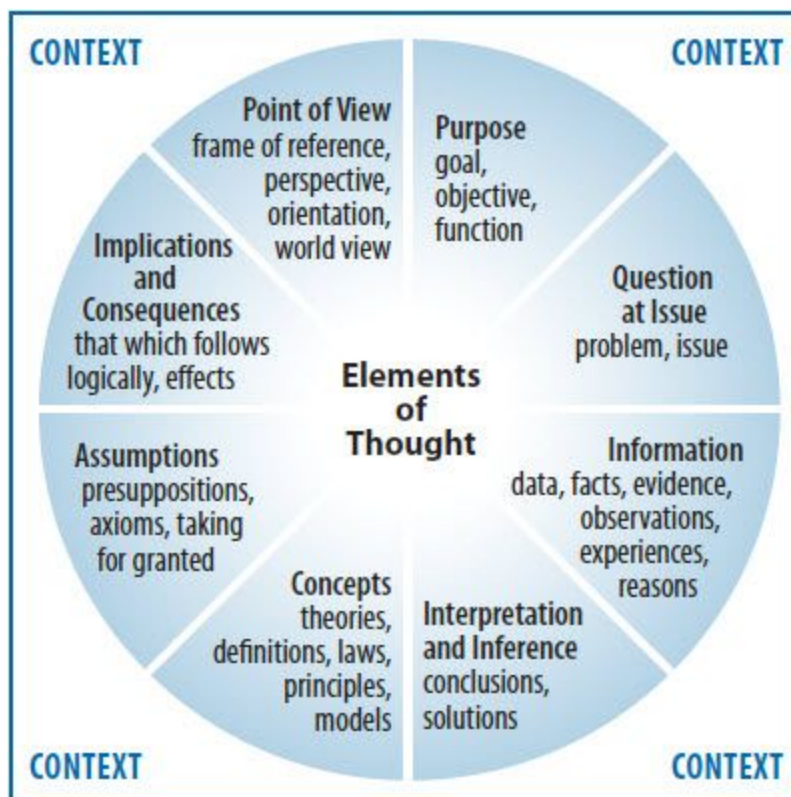 CONTEXT
CONTEXT
Point of View
frame of reference,
perspective,
orientation,
world view
Purpose
goal,
objective,
function
Question
at Issue
problem, issue
Information
data, facts, evidence,
observations,
experiences,
reasons
Interpretation
and Inference
conclusions,
solutions
Concepts
theories,
definitions, laws,
principles,
models
Assumptions
presuppositions,
axioms, taking
for granted
Implications
and
Consequences
that which follows
logically, effects
Elements
of
Thought
CONTEXT
CONTEXT